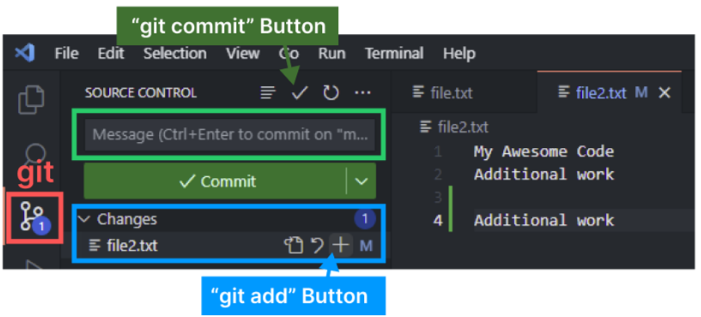 “git commit” Button
File Edit Selection View Go Run Terminal Help
SOURCE CONTROL
file.txt
file2.txt M
Message (Ctrl+Enter to commit on "m...
file2.txt
1 My Awesome Code
2 Additional work
3
4 Additional work
git
Commit
1
Changes 1
file2.txt M
“git add” Button